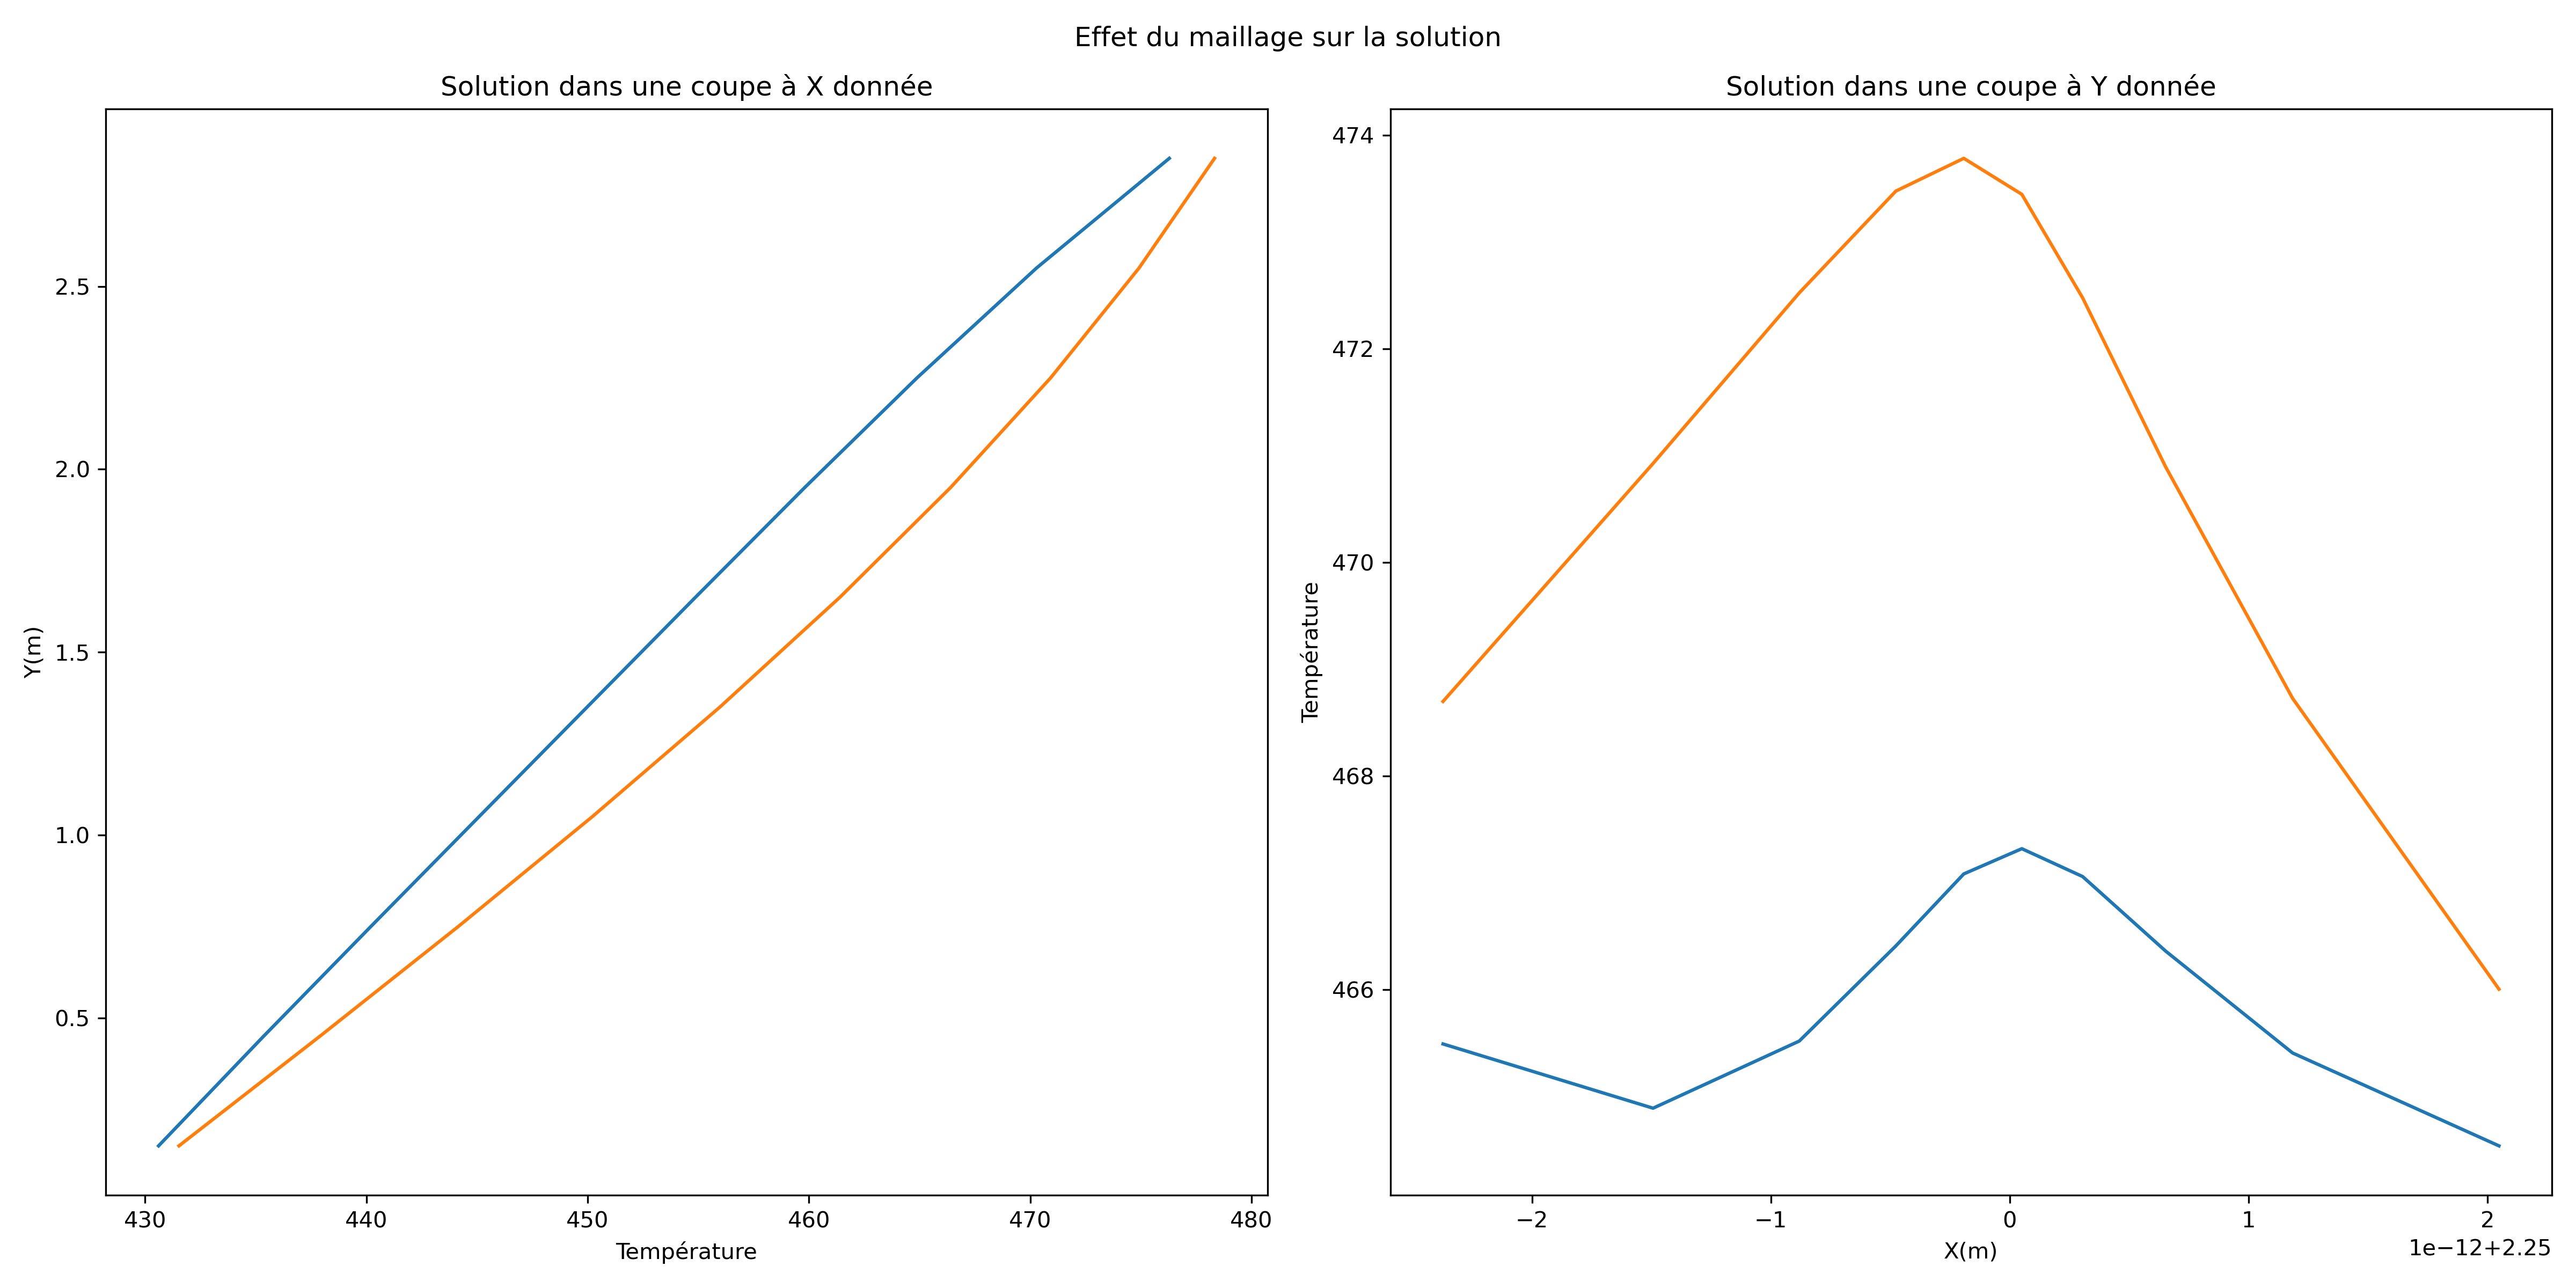 Effet du maillage sur la solution
Solution dans une coupe à X donnée
Y(m)
2.5
2.0
1.5
1.0
0.5
430 440 450 460 470 480
Température
Solution dans une coupe à Y donnée
Température
474
472
470
468
466
−2 −1 0 1 2
X(m)
1e−12+2.25